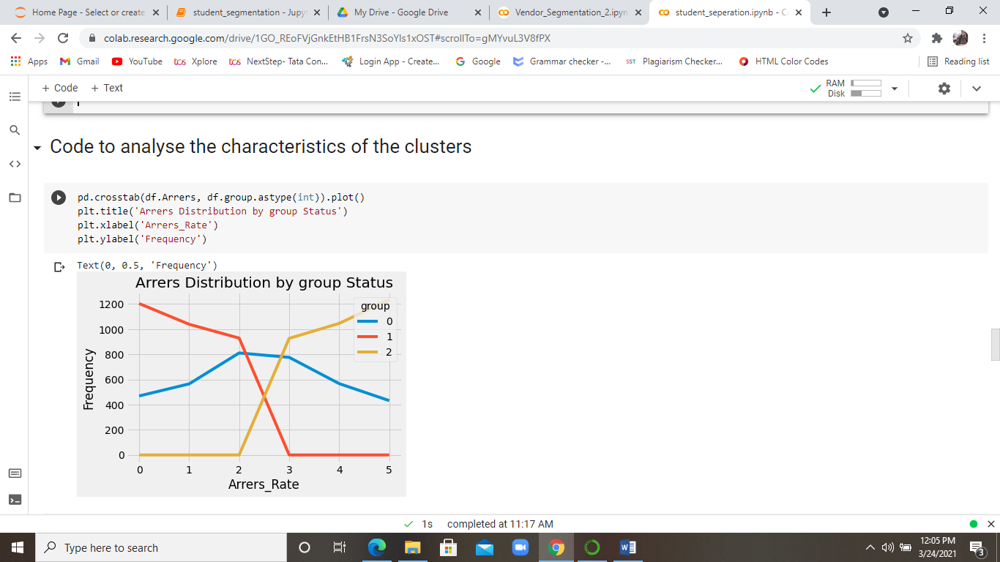 Home Page - Select or create
student_segmentation - Jupy
My Drive - Google Drive
Vendor_Segmentation_2.ipyn
student_seperation.ipynb - C
colab.research.google.com/drive/1GO_REoFVjGnkEtHB1FrsN3SoYls1xOST#scrollTo=gMYvuL3V8fPX
Apps
Gmail
YouTube
tcs Xplore
tcs NextStep- Tata Con...
Login App - Create...
G Google
Grammar checker -...
SST Plagiarism Checker...
HTML Color Codes
Reading list
+ Code + Text
RAM
Disk
Code to analyse the characteristics of the clusters
pd.crosstab(df.Arrers, df.group.astype(int)).plot()
plt.title('Arrers Distribution by group Status')
plt.xlabel('Arrers_Rate')
plt.ylabel('Frequency')
Text(0, 0.5, 'Frequency')
Arrers Distribution by group Status
group
0
1
2
1200
1000
800
600
400
200
0
Frequency
0 1 2 3 4 5
Arrers_Rate
1s completed at 11:17 AM
Type here to search
12:05 PM
3/24/2021
3